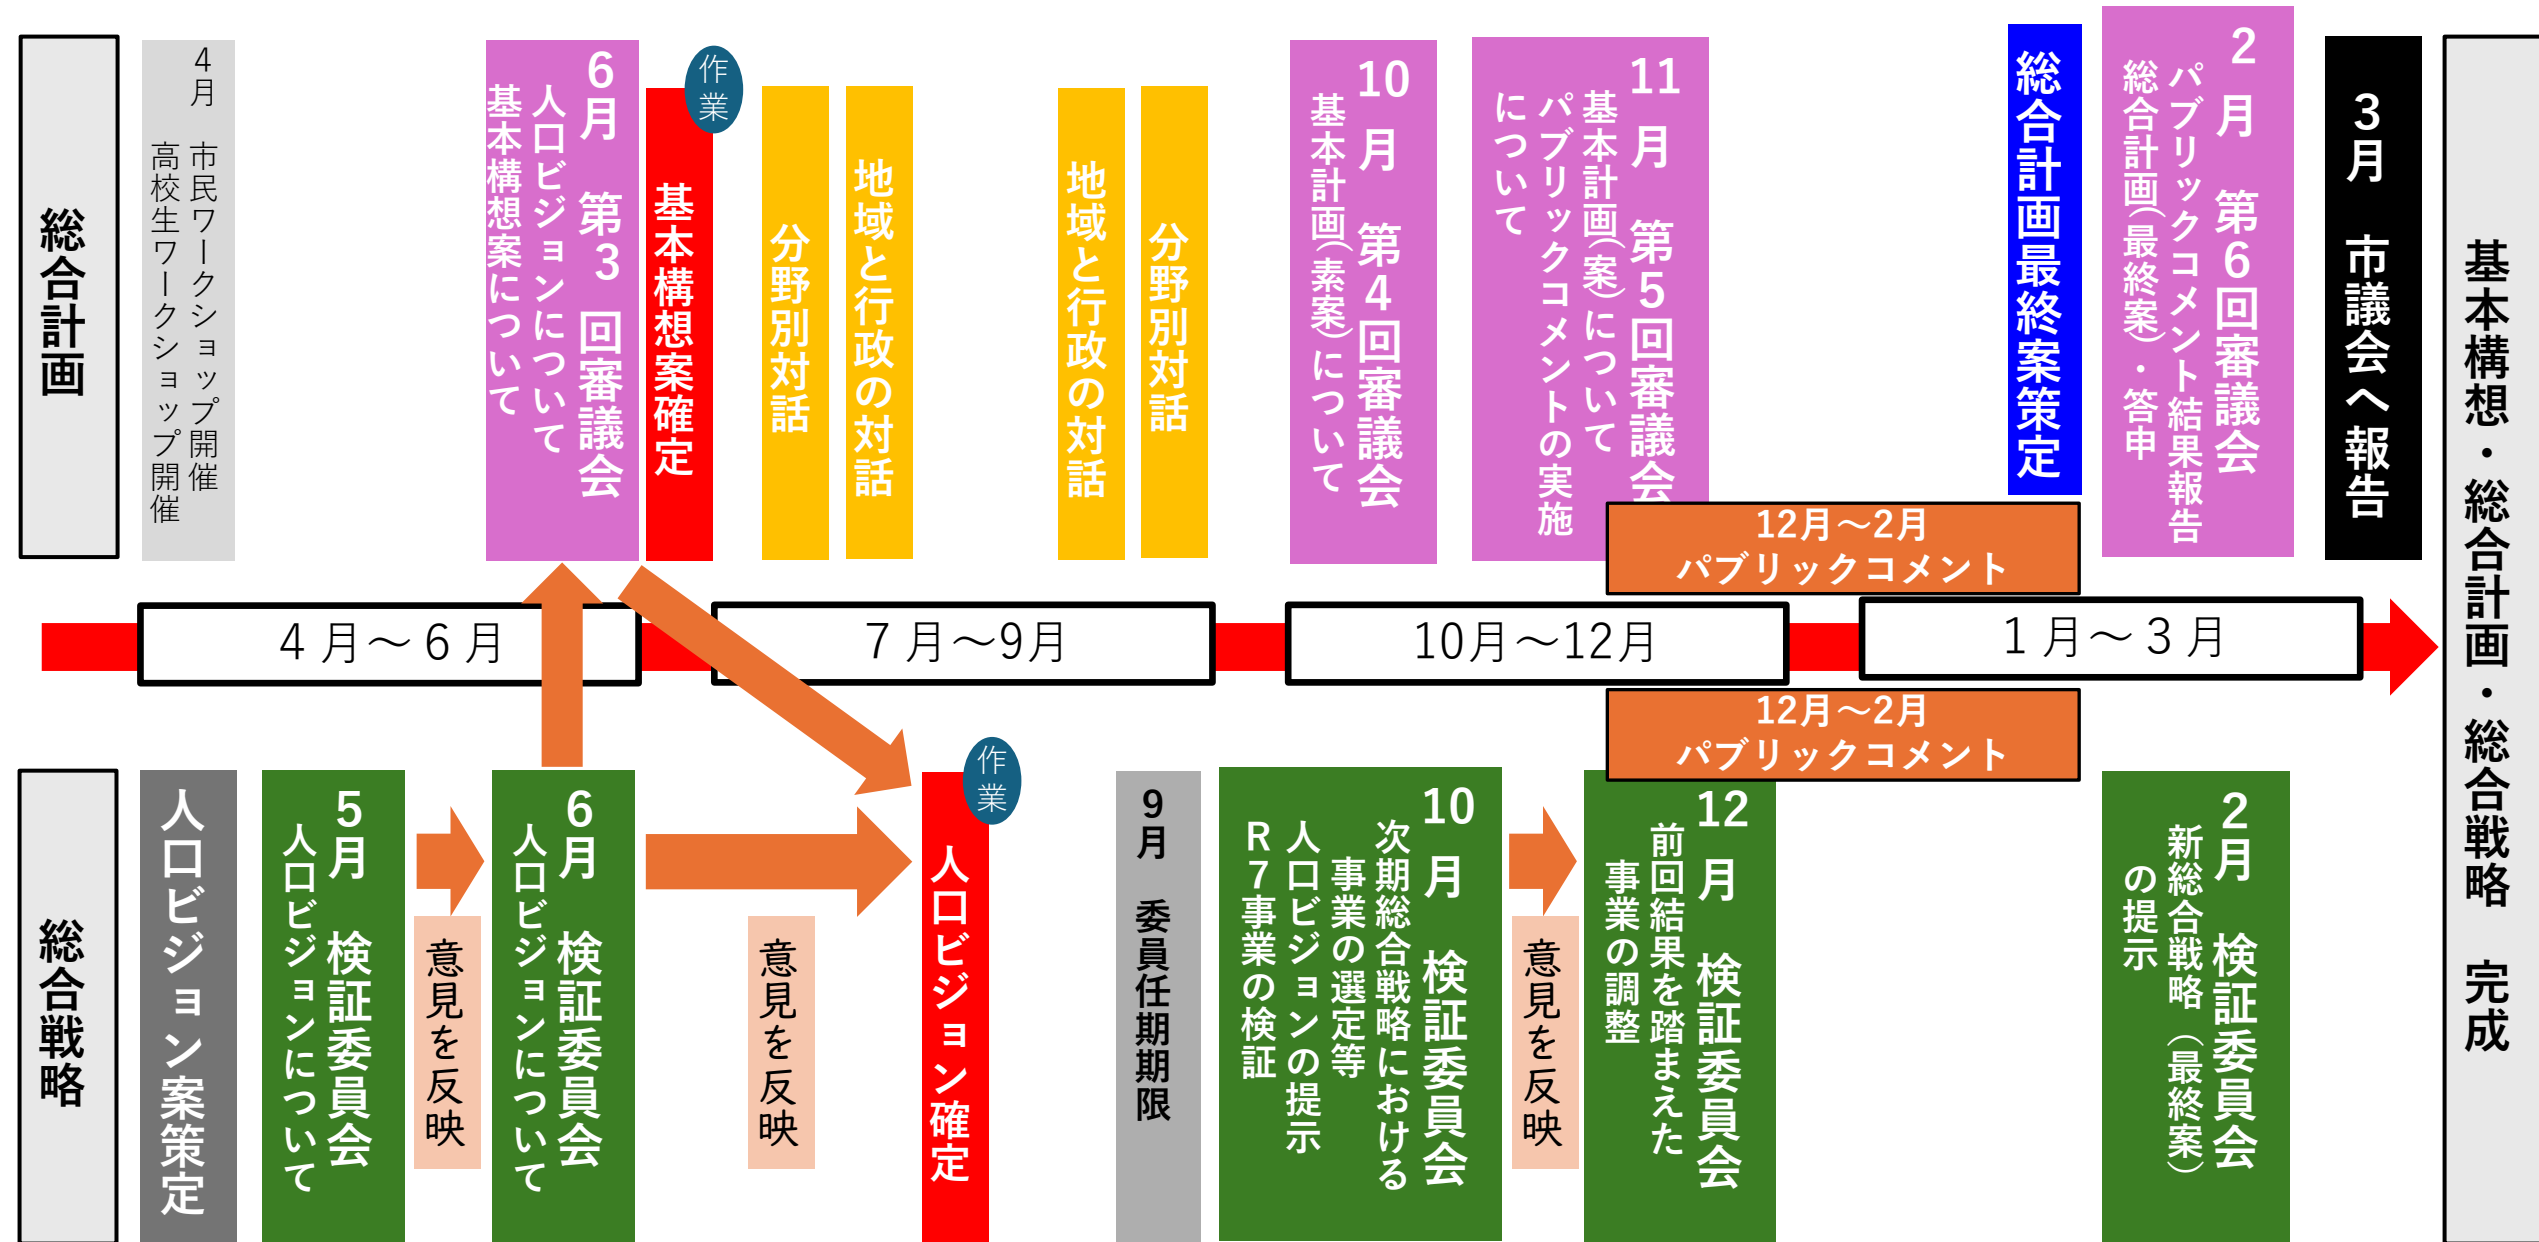 総合計画
4月　市民ワークショップ開催
高校生ワークショップ開催
6月　第3回審議会
人口ビジョンについて
基本構想案について
作業
基本構想案確定
分野別対話
地域と行政の対話
地域と行政の対話
分野別対話
10月　第4回審議会
基本計画（素案）について
11月　第5回審議会
基本計画（案）について
パブリックコメントの実施
について
総合計画最終案策定
2月　第6回審議会
パブリックコメント結果報告
総合計画（最終案）・答申
3月　市議会へ報告
12月～2月
パブリックコメント
4月～6月
7月～9月
10月～12月
1月～3月
12月～2月
パブリックコメント
総合戦略
人口ビジョン案策定
5月　検証委員会
人口ビジョンについて
意見を反映
6月　検証委員会
人口ビジョンについて
意見を反映
作業
人口ビジョン確定
9月　委員任期期限
10月　検証委員会
次期総合戦略における
事業の選定等
人口ビジョンの提示
R7事業の検証
意見を反映
12月　検証委員会
前回結果を踏まえた
事業の調整
2月　検証委員会
新総合戦略（最終案）
の提示
基本構想・総合計画・総合戦略　完成